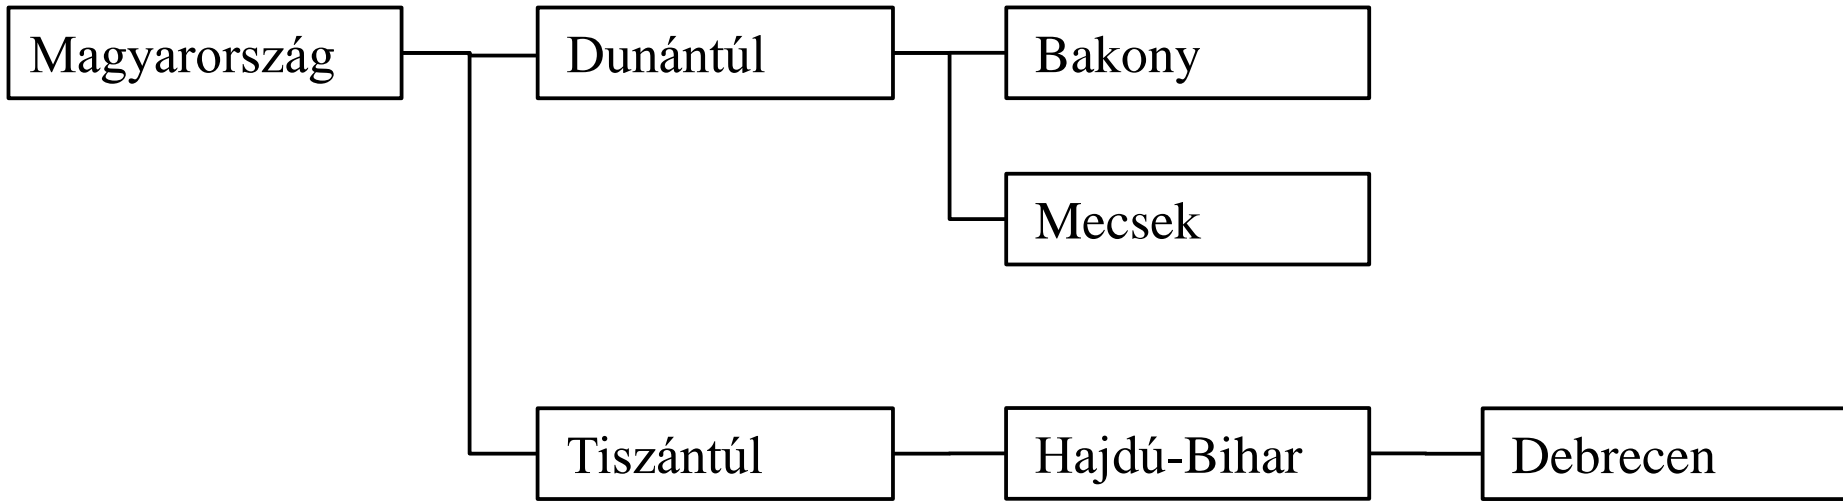 Magyarország
Dunántúl
Bakony
Mecsek
Tiszántúl
Hajdú-Bihar
Debrecen